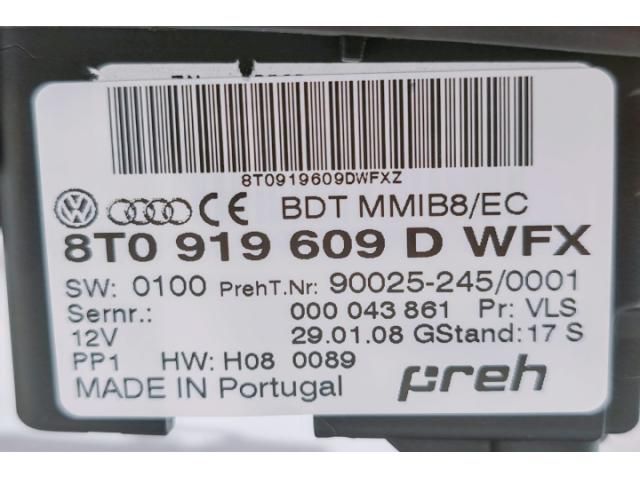 8T0919609DWFXZ
CE BDT MMIB8/EC
8T0 919 609 D WFX
SW: 0100 PrehT.Nr: 90025-245/0001
Sernr.: 000 043 861 Pr: VLS
12V 29.01.08 GStand: 17 S
PP1 HW: H08 0089
MADE IN Portugal preh